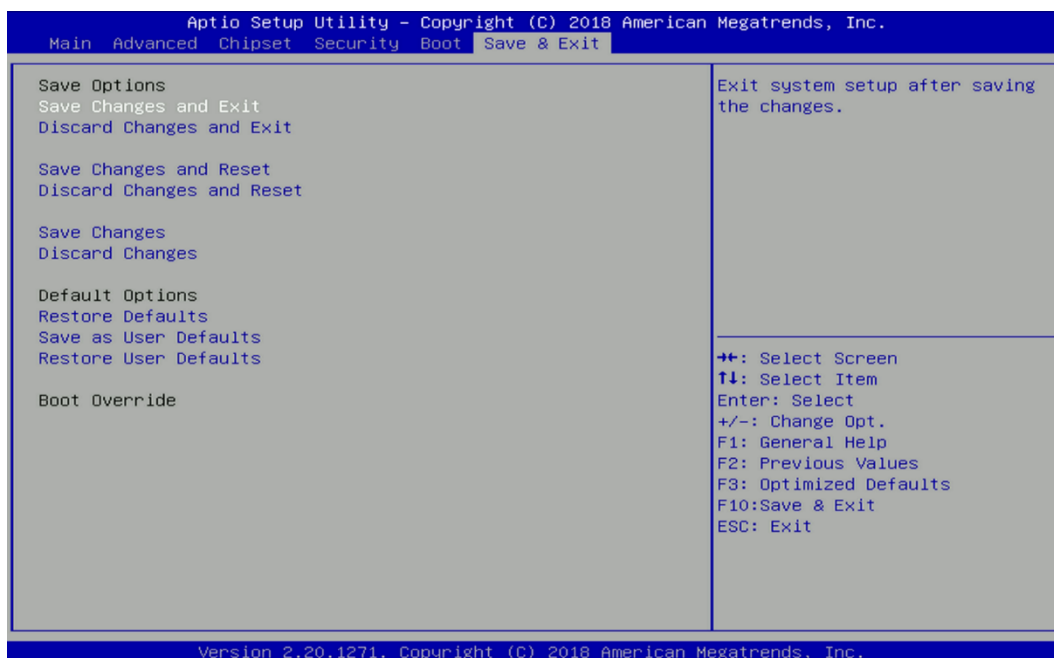 Aptio Setup Utility – Copyright (C) 2018 American Megatrends, Inc.
Main Advanced Chipset Security Boot Save & Exit
Save Options
Save Changes and Exit
Discard Changes and Exit
Save Changes and Reset
Discard Changes and Reset
Save Changes
Discard Changes
Default Options
Restore Defaults
Save as User Defaults
Restore User Defaults
Boot Override
Exit system setup after saving
the changes.
→←: Select Screen
↑↓: Select Item
Enter: Select
+/-: Change Opt.
F1: General Help
F2: Previous Values
F3: Optimized Defaults
F10:Save & Exit
ESC: Exit
Version 2.20.1271. Copyright (C) 2018 American Megatrends, Inc.